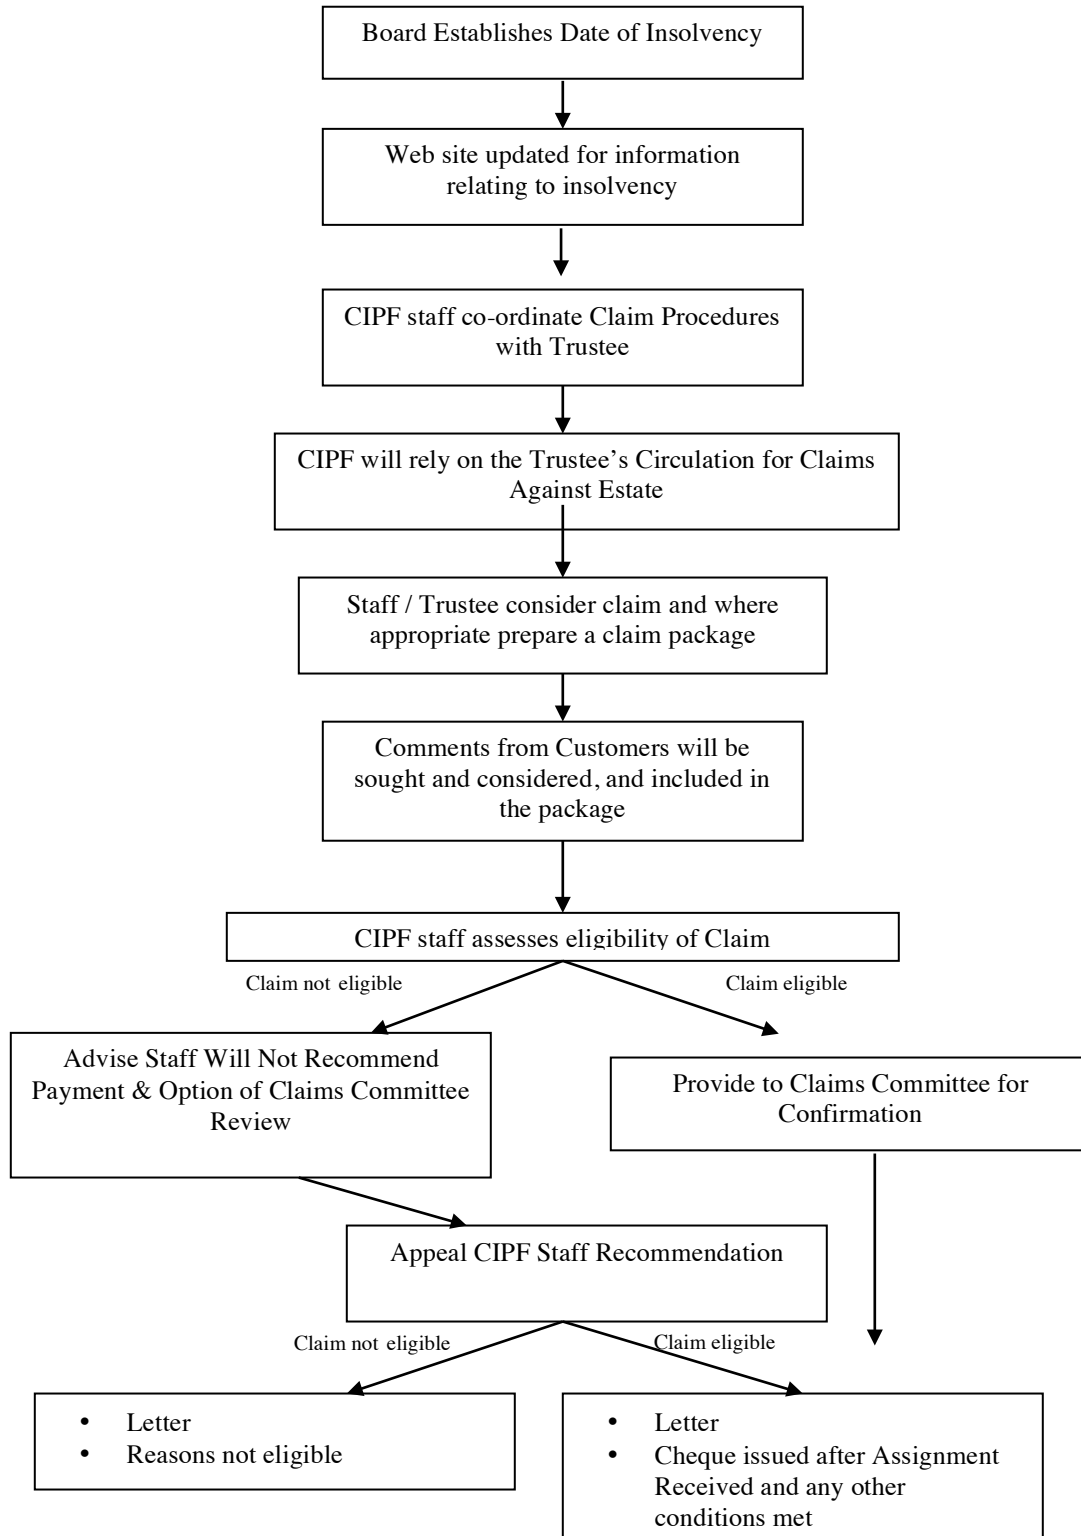 Board Establishes Date of Insolvency
Web site updated for information
relating to insolvency
CIPF staff co-ordinate Claim Procedures
with Trustee
CIPF will rely on the Trustee’s Circulation for Claims
Against Estate
Staff / Trustee consider claim and where
appropriate prepare a claim package
Comments from Customers will be
sought and considered, and included in
the package
CIPF staff assesses eligibility of Claim
Claim not eligible
Claim eligible
Advise Staff Will Not Recommend
Payment & Option of Claims Committee
Review
Provide to Claims Committee for
Confirmation
Appeal CIPF Staff Recommendation
Claim not eligible
Claim eligible
• Letter
• Reasons not eligible
• Letter
• Cheque issued after Assignment
Received and any other
conditions met